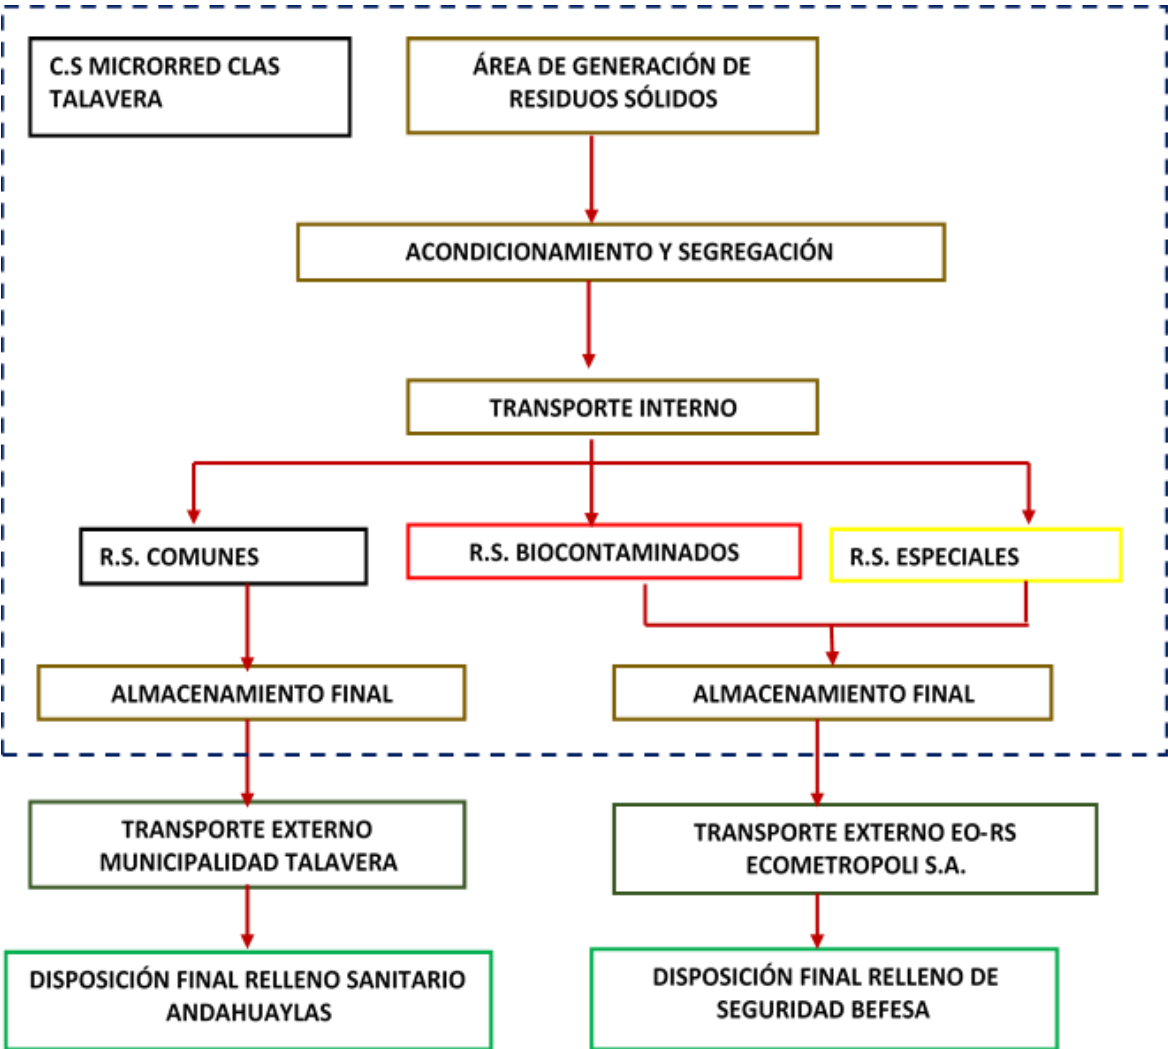 C.S MICRORRED CLAS
TALAVERA
ÁREA DE GENERACIÓN DE
RESIDUOS SÓLIDOS
ACONDICIONAMIENTO Y SEGREGACIÓN
TRANSPORTE INTERNO
R.S. COMUNES
R.S. BIOCONTAMINADOS
R.S. ESPECIALES
ALMACENAMIENTO FINAL
ALMACENAMIENTO FINAL
TRANSPORTE EXTERNO
MUNICIPALIDAD TALAVERA
TRANSPORTE EXTERNO EO-RS
ECOMETROPOLI S.A.
DISPOSICIÓN FINAL RELLENO SANITARIO
ANDAHUAYLAS
DISPOSICIÓN FINAL RELLENO DE
SEGURIDAD BEFESA